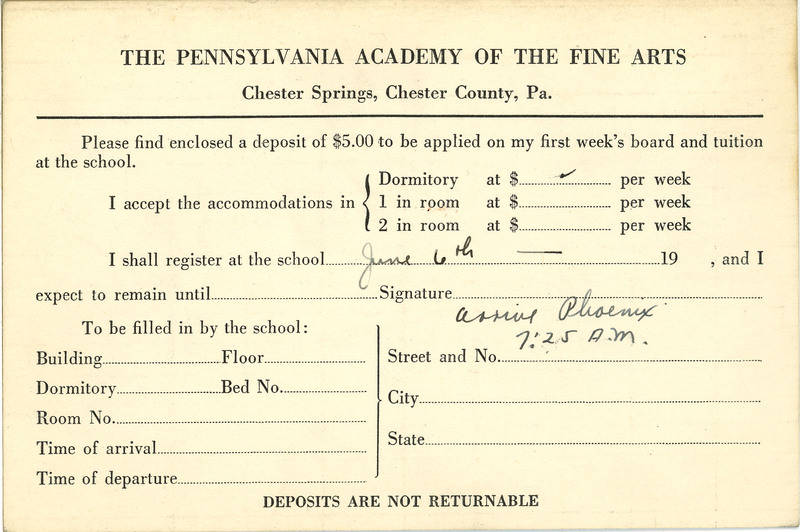 THE PENNSYLVANIA ACADEMY OF THE FINE ARTS
Chester Springs, Chester County, Pa.
Please find enclosed a deposit of $5.00 to be applied on my first week's board and tuition
at the school.
I accept the accommodations in
Dormitory at $ ✓ per week
1 in room at $ per week
2 in room at $ per week
I shall register at the school June 6th — 19 , and I
expect to remain until Signature
arrive Phoenix
7:25 A.M.
To be filled in by the school:
Building Floor
Dormitory Bed No.
Room No.
Time of arrival
Time of departure
Street and No.
City
State
DEPOSITS ARE NOT RETURNABLE